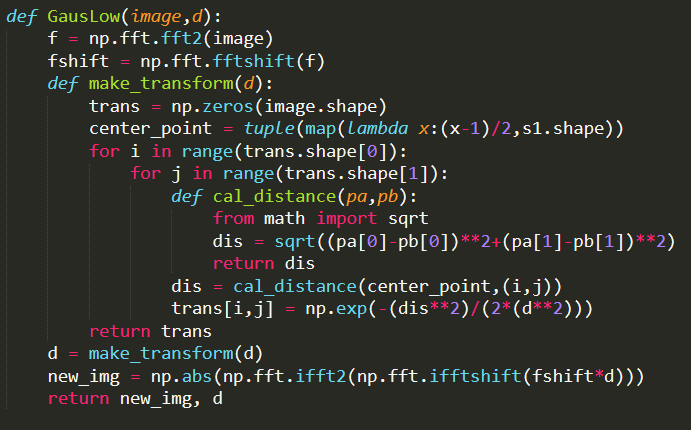 def GausLow(image,d):
    f = np.fft.fft2(image)
    fshift = np.fft.fftshift(f)
    def make_transform(d):
        trans = np.zeros(image.shape)
        center_point = tuple(map(lambda x:(x-1)/2,s1.shape))
        for i in range(trans.shape[0]):
            for j in range(trans.shape[1]):
                def cal_distance(pa,pb):
                    from math import sqrt
                    dis = sqrt((pa[0]-pb[0])**2+(pa[1]-pb[1])**2)
                    return dis
                dis = cal_distance(center_point,(i,j))
                trans[i,j] = np.exp(-(dis**2)/(2*(d**2)))
        return trans
    d = make_transform(d)
    new_img = np.abs(np.fft.ifft2(np.fft.ifftshift(fshift*d)))
    return new_img, d